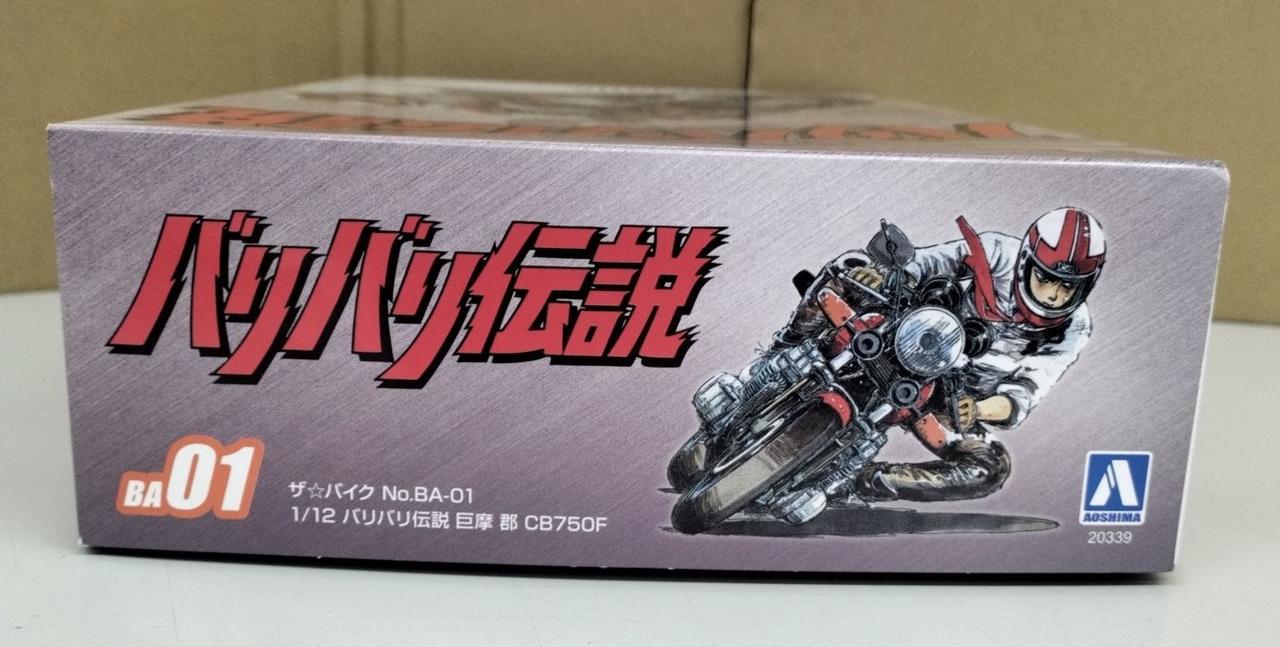 バリバリ伝説
BA01
ザ☆バイク No.BA-01
1/12 バリバリ伝説 巨摩 郡 CB750F
AOSHIMA
20339